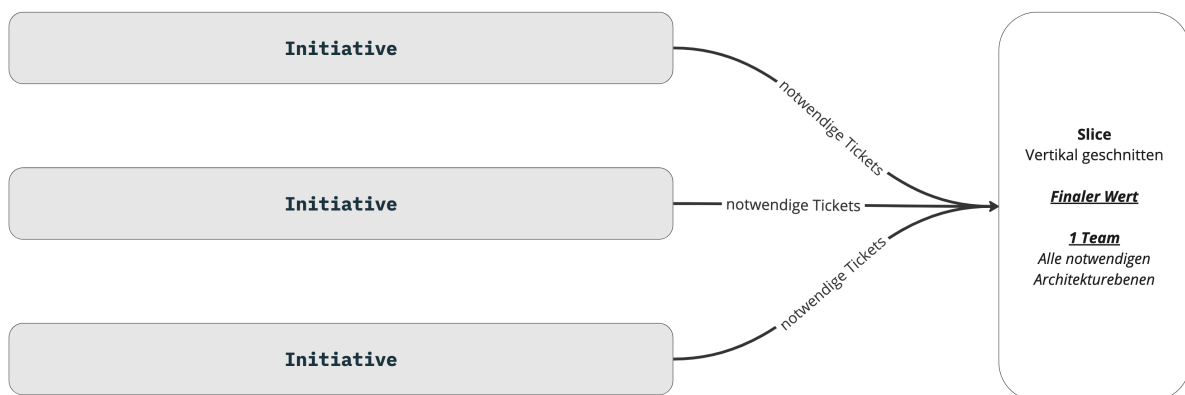 Initiative
notwendige Tickets
Initiative
notwendige Tickets
Initiative
notwendige Tickets
Slice
Vertikal geschnitten
Finaler Wert
1 Team
Alle notwendigen
Architekturebenen